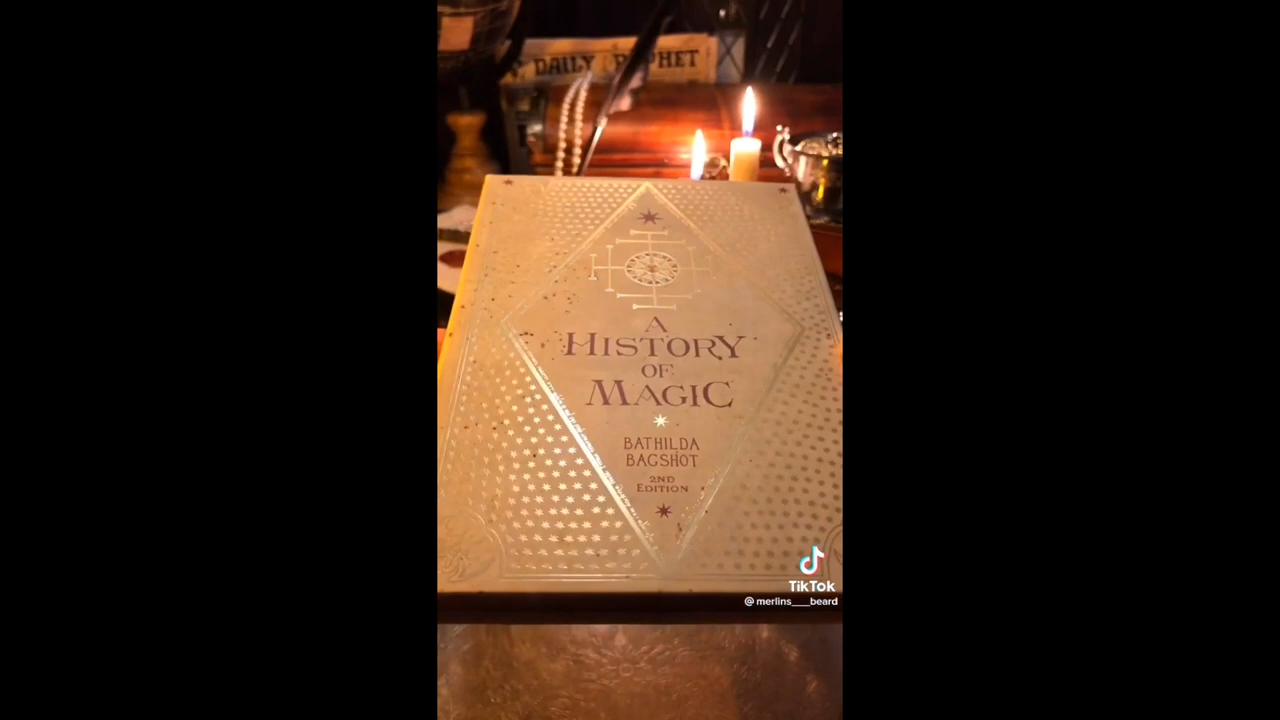 DAILY PROPHET
A
HISTORY
OF
MAGIC
BATHILDA
BAGSHOT
2ND
EDITION
TikTok
@merlins___beard